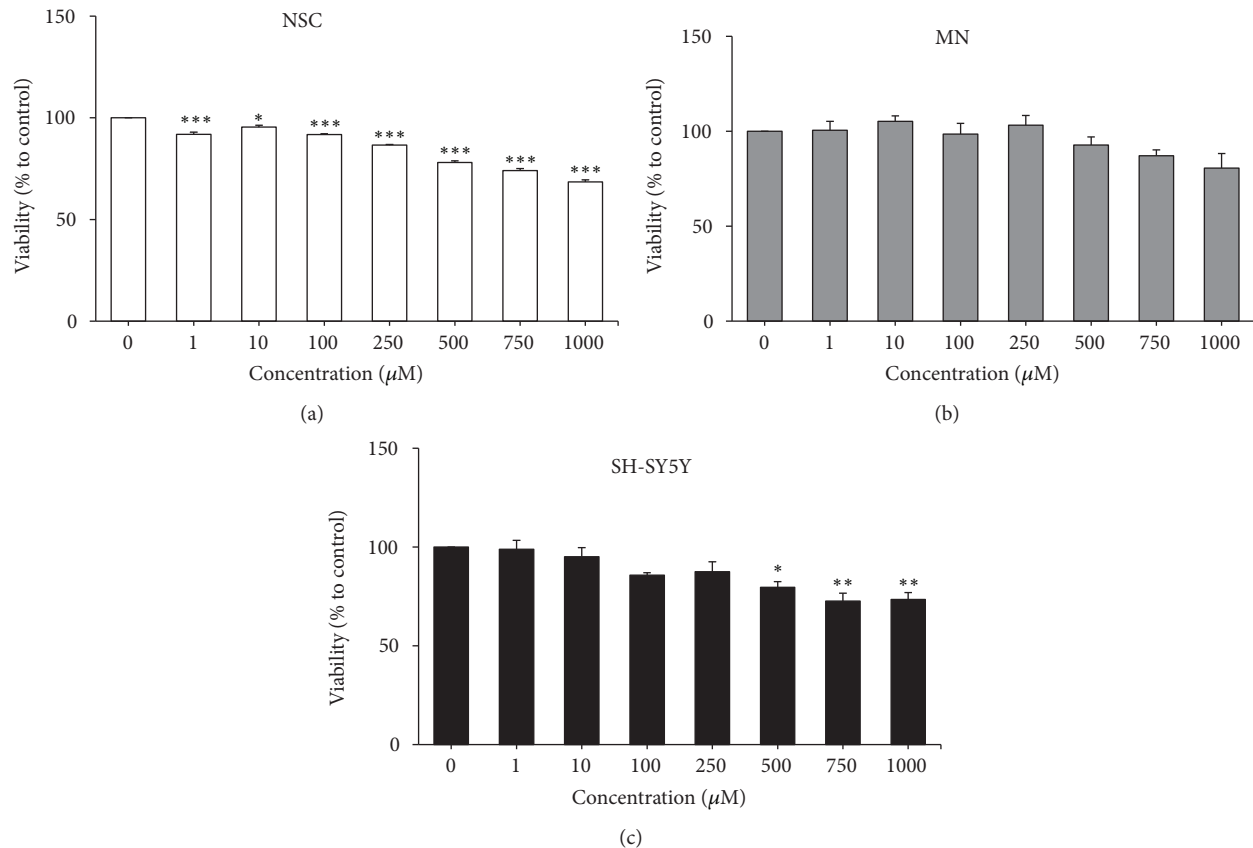 NSC
150
100
50
0
Viability (% to control)
*** * *** *** *** *** ***
0 1 10 100 250 500 750 1000
Concentration (μM)
(a)
MN
150
100
50
0
Viability (% to control)
0 1 10 100 250 500 750 1000
Concentration (μM)
(b)
SH-SY5Y
150
100
50
0
Viability (% to control)
* ** **
0 1 10 100 250 500 750 1000
Concentration (μM)
(c)